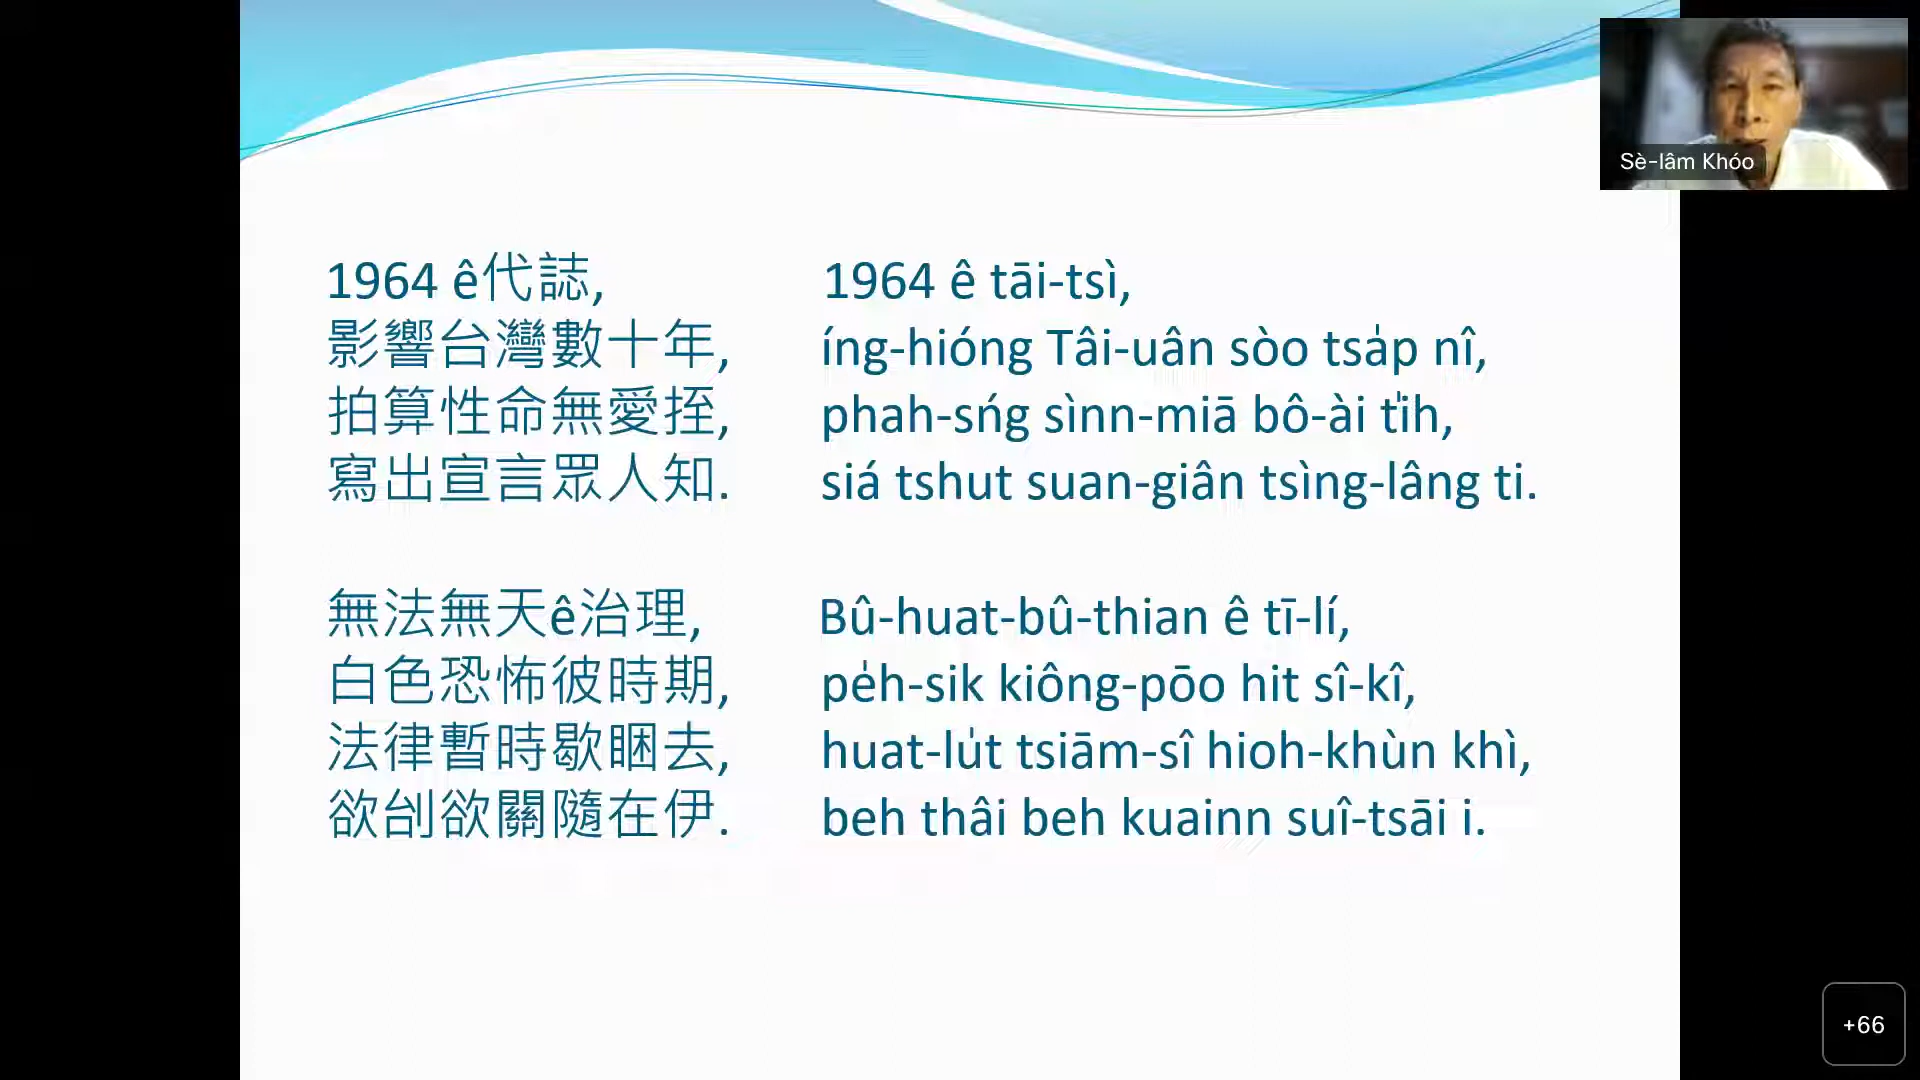 Sè-lâm Khóo
1964 ê代誌,
影響台灣數十年,
拍算性命無愛挃,
寫出宣言眾人知.
無法無天ê治理,
白色恐怖彼時期,
法律暫時歇睏去,
欲刣欲關隨在伊.
1964 ê tāi-tsì,
íng-hióng Tâi-uân sòo tsa̍p nî,
phah-sńg sìnn-miā bô-ài ti̍h,
siá tshut suan-giân tsìng-lâng ti.
Bû-huat-bû-thian ê tī-lí,
pe̍h-sik kiông-pōo hit sî-kî,
huat-lu̍t tsiām-sî hioh-khùn khì,
beh thâi beh kuainn suî-tsāi i.
+66